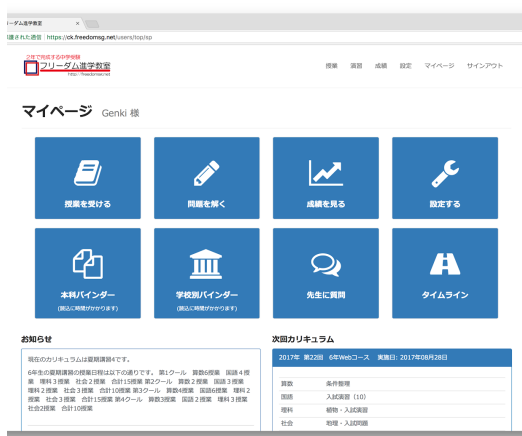 リーダム進学教室 ×
護された通信 https://ck.freedomsg.net/users/top/sp
2年で完成する中学受験
フリーダム進学教室
http://freedomsg.net
授業 演習 成績 設定 マイページ サインアウト
マイページ Genki 様
授業を受ける 問題を解く 成績を見る 設定する
本科バインダー 学校別バインダー 先生に質問 タイムライン
(読込に時間がかかります) (読込に時間がかかります)
お知らせ
現在のカリキュラムは夏期講習4です。
6年生の夏期講習の授業日程は以下の通りです。 第1クール 算数6授業 国語４授
業 理科３授業 社会２授業 合計15授業 第2クール 算数２授業 国語３授業
理科２授業 社会３授業 合計10授業 第3クール 算数4授業 国語6授業 理科２
授業 社会３授業 合計15授業 第4クール 算数3授業 国語２授業 理科３授業
社会2授業 合計10授業
次回カリキュラム
2017年 第22回 6年Webコース 実施日: 2017年08月28日
算数 条件整理
国語 入試演習（10）
理科 植物・入試演習
社会 地理・入試問題